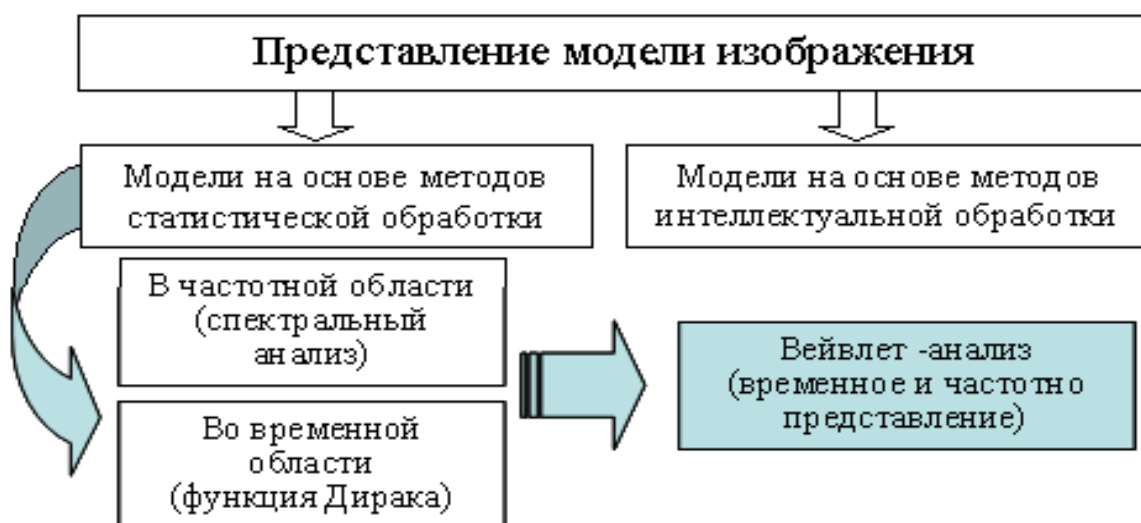 Представление модели изображения
Модели на основе методов
статистической обработки
Модели на основе методов
интеллектуальной обработки
В частотной области
(спектральный
анализ)
Во временной
области
(функция Дирака)
Вейвлет -анализ
(временное и частотно
представление)